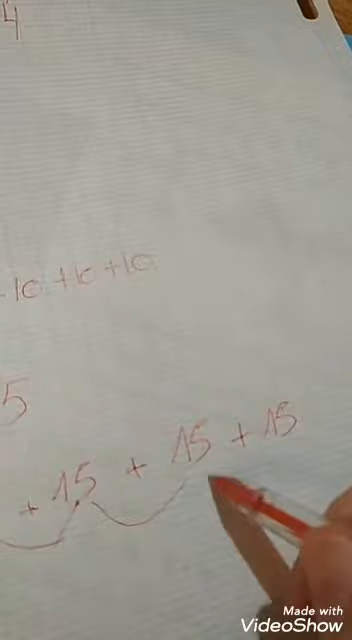 4
10 + 10 + 10
5
+ 15 + 15 + 15
Made with
VideoShow